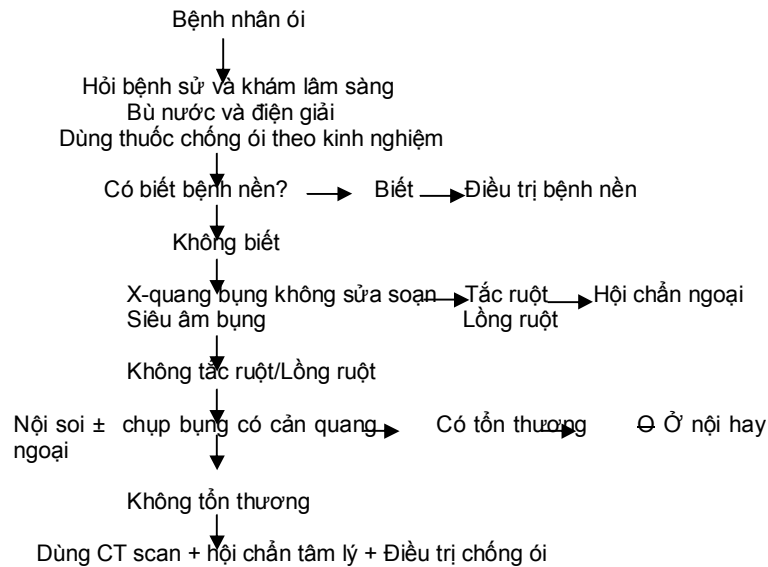 Bệnh nhân ói
Hỏi bệnh sử và khám lâm sàng
Bù nước và điện giải
Dùng thuốc chống ói theo kinh nghiệm
Có biết bệnh nền? Biết Điều trị bệnh nền
Không biết
X-quang bụng không sửa soạn Tắc ruột Hội chẩn ngoại
Siêu âm bụng Lồng ruột
Không tắc ruột/Lồng ruột
Nội soi ± chụp bụng có cản quang Có tổn thương Θ Ở nội hay
ngoại
Không tổn thương
Dùng CT scan + hội chẩn tâm lý + Điều trị chống ói